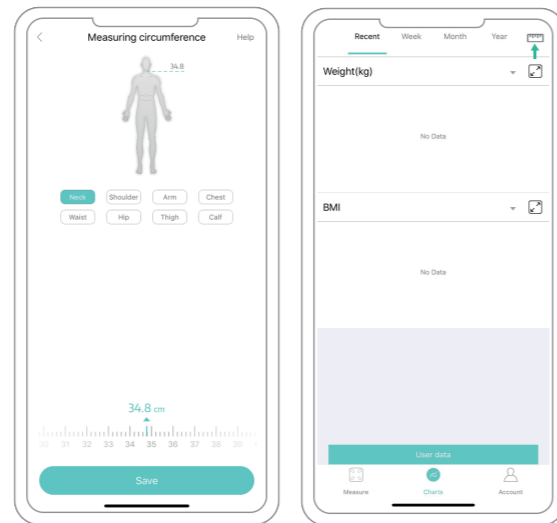 Measuring circumference Help
34.8
Neck Shoulder Arm Chest
Waist Hip Thigh Calf
34.8 cm
30 31 32 33 34 35 36 37 38 39
Save
Recent Week Month Year
Weight(kg)
No Data
BMI
No Data
User data
Measure Charts Account